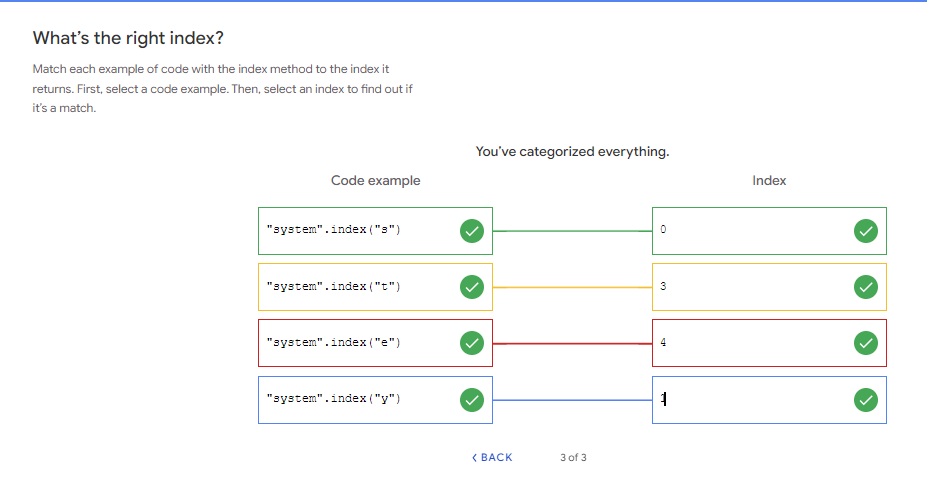 What's the right index?
Match each example of code with the index method to the index it
returns. First, select a code example. Then, select an index to find out if
it's a match.
You've categorized everything.
Code example
Index
"system".index("s")
0
"system".index("t")
3
"system".index("e")
4
"system".index("y")
1
BACK
3 of 3